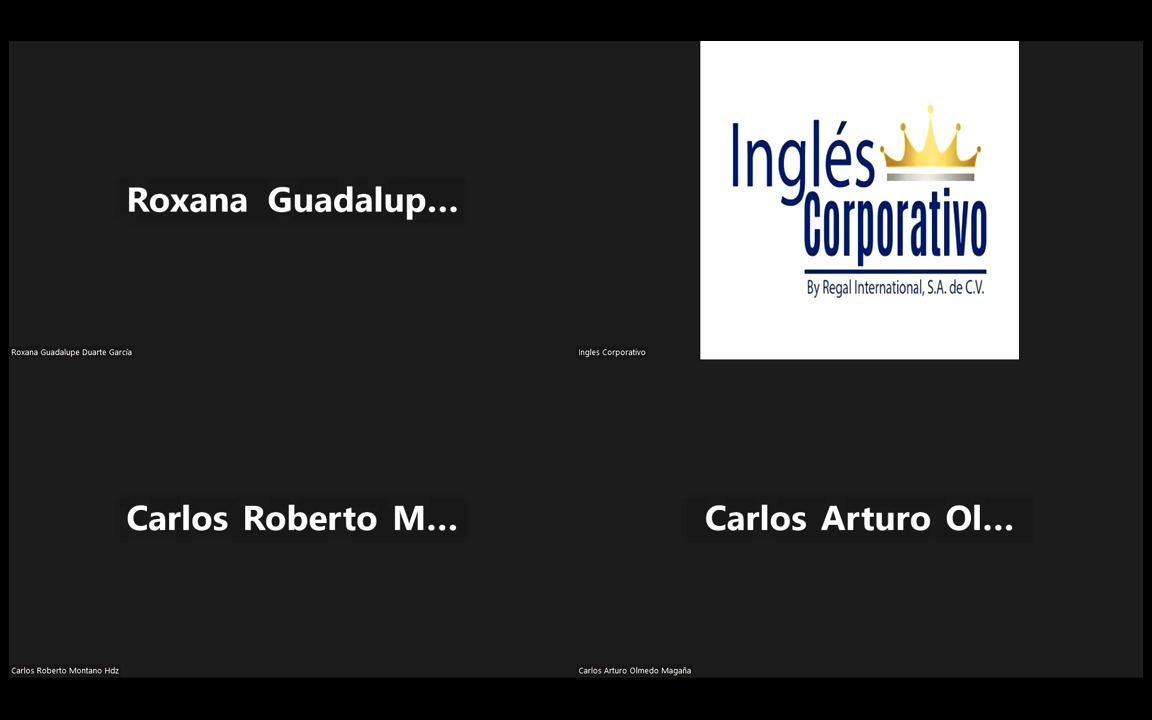 Roxana Guadalup...
Roxana Guadalupe Duarte García
Inglés
Corporativo
By Regal International, S.A. de C.V.
Ingles Corporativo
Carlos Roberto M...
Carlos Roberto Montano Hdz
Carlos Arturo Ol...
Carlos Arturo Olmedo Magaña